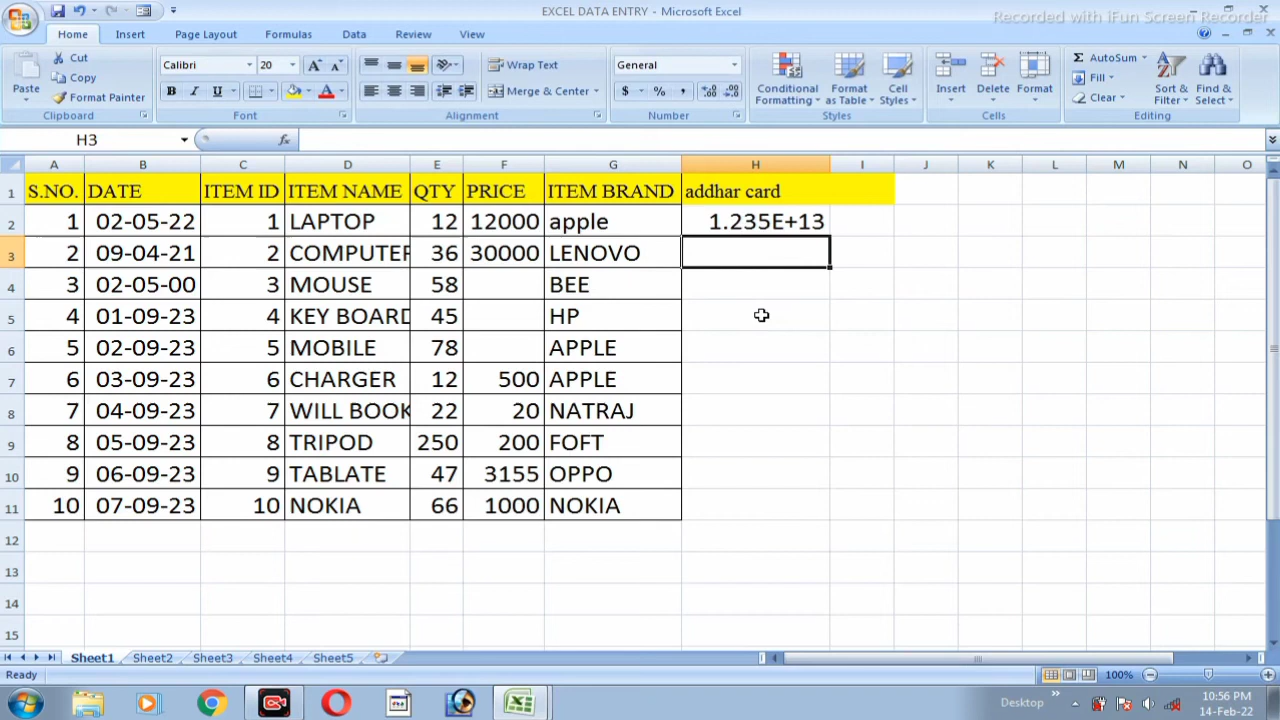 EXCEL DATA ENTRY - Microsoft Excel
Recorded with iFun Screen Recorder
Home Insert Page Layout Formulas Data Review View
Paste
Cut
Copy
Format Painter
Clipboard
Calibri 20
B I U
Font
Wrap Text
Merge & Center
Alignment
General
$ % ,
Number
Conditional Formatting
Format as Table
Cell Styles
Styles
Insert Delete Format
Cells
AutoSum
Fill
Clear
Sort & Filter
Find & Select
Editing
H3 fx
A B C D E F G H I J K L M N O
1 S.NO. DATE ITEM ID ITEM NAME QTY PRICE ITEM BRAND addhar card
2 1 02-05-22 1 LAPTOP 12 12000 apple 1.235E+13
3 2 09-04-21 2 COMPUTER 36 30000 LENOVO
4 3 02-05-00 3 MOUSE 58 BEE
5 4 01-09-23 4 KEY BOARD 45 HP
6 5 02-09-23 5 MOBILE 78 APPLE
7 6 03-09-23 6 CHARGER 12 500 APPLE
8 7 04-09-23 7 WILL BOOK 22 20 NATRAJ
9 8 05-09-23 8 TRIPOD 250 200 FOFT
10 9 06-09-23 9 TABLATE 47 3155 OPPO
11 10 07-09-23 10 NOKIA 66 1000 NOKIA
12
13
14
15
Sheet1 Sheet2 Sheet3 Sheet4 Sheet5
Ready 100%
Desktop
10:56 PM
14-Feb-22